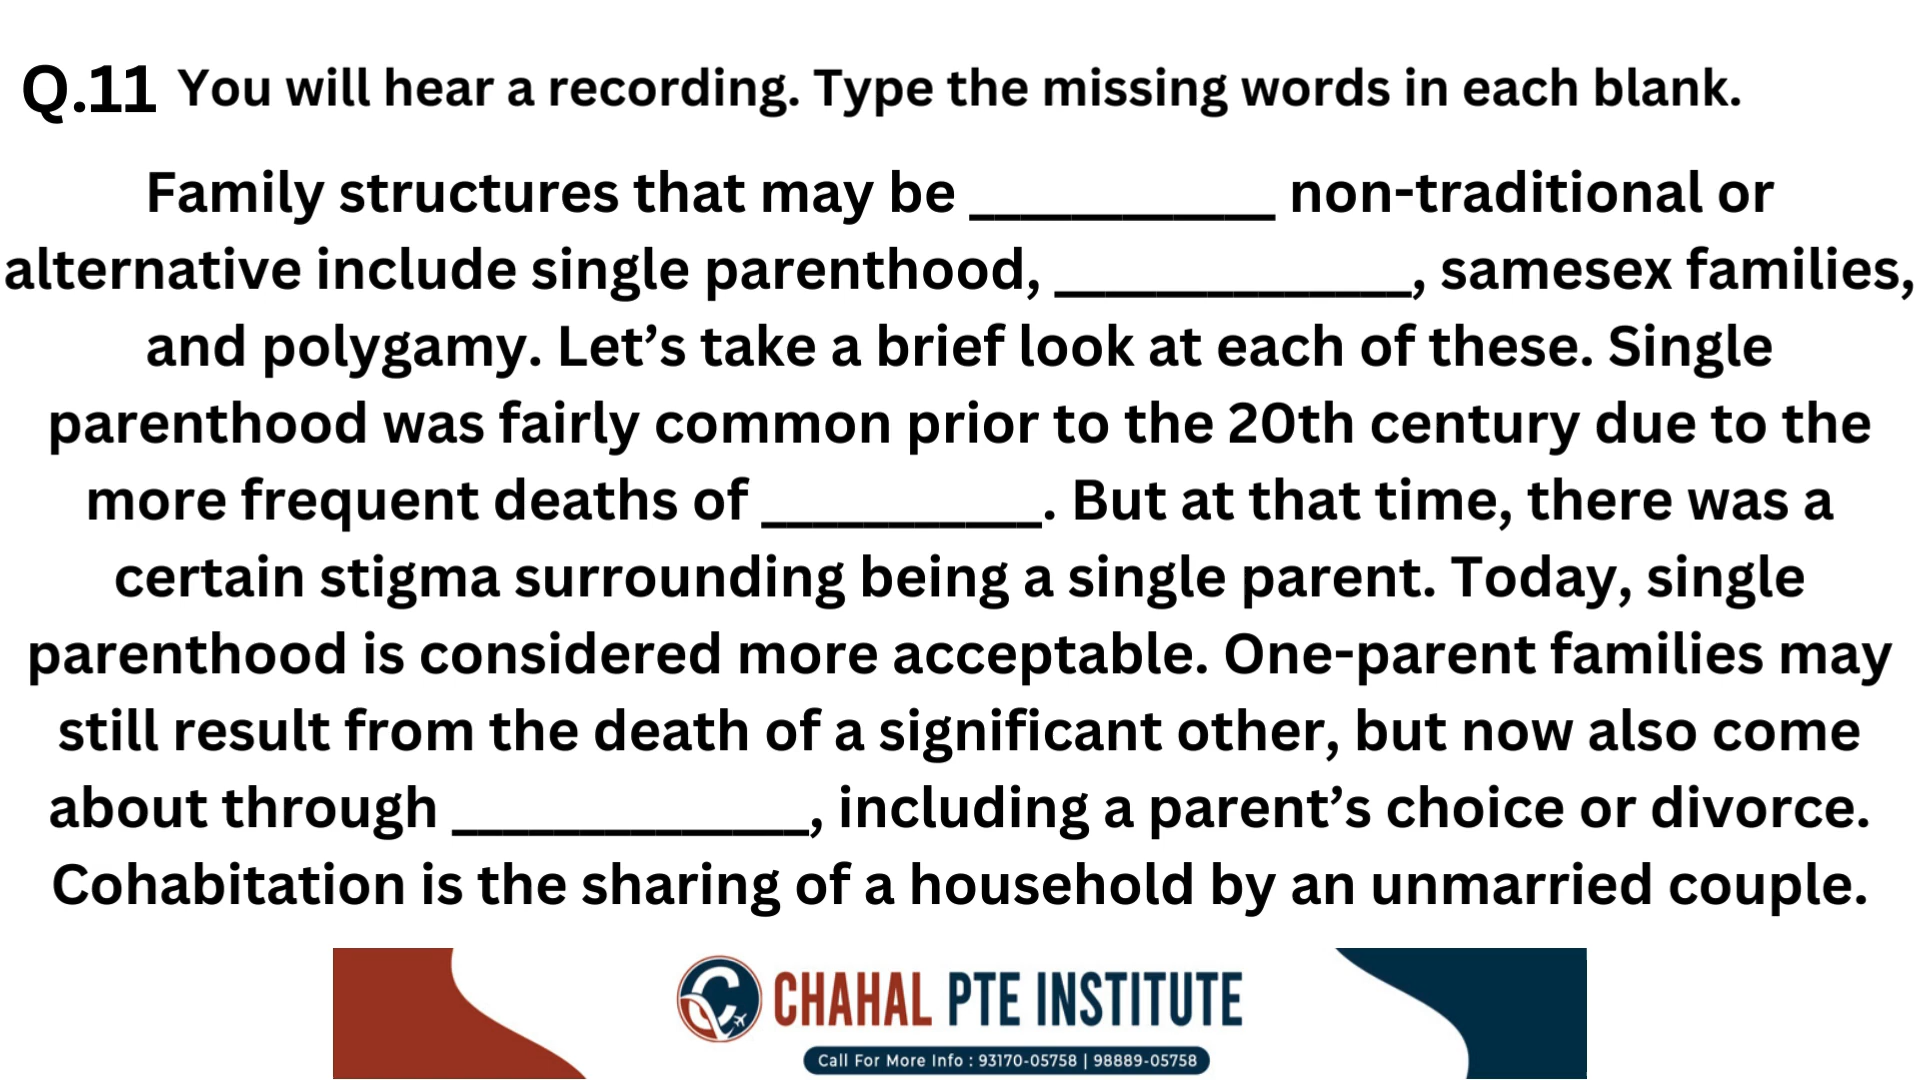 Q.11 You will hear a recording. Type the missing words in each blank.
Family structures that may be ____________ non-traditional or
alternative include single parenthood, ______________, samesex families,
and polygamy. Let’s take a brief look at each of these. Single
parenthood was fairly common prior to the 20th century due to the
more frequent deaths of ___________. But at that time, there was a
certain stigma surrounding being a single parent. Today, single
parenthood is considered more acceptable. One-parent families may
still result from the death of a significant other, but now also come
about through ______________, including a parent’s choice or divorce.
Cohabitation is the sharing of a household by an unmarried couple.
CHAHAL PTE INSTITUTE
Call For More Info : 93170-05758 | 98889-05758